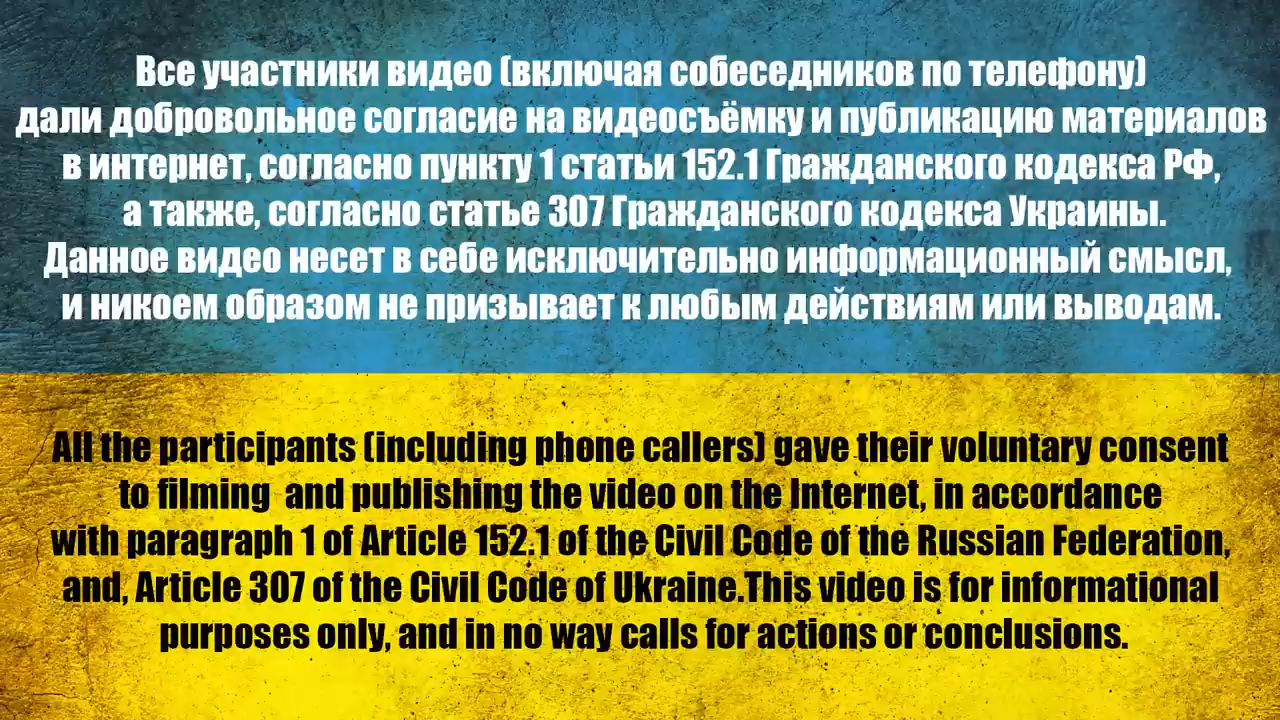 Все участники видео (включая собеседников по телефону)
дали добровольное согласие на видеосъёмку и публикацию материалов
в интернет, согласно пункту 1 статьи 152.1 Гражданского кодекса РФ,
а также, согласно статье 307 Гражданского кодекса Украины.
Данное видео несет в себе исключительно информационный смысл,
и никоем образом не призывает к любым действиям или выводам.
All the participants (including phone callers) gave their voluntary consent
to filming  and publishing the video on the Internet, in accordance
with paragraph 1 of Article 152.1 of the Civil Code of the Russian Federation,
and, Article 307 of the Civil Code of Ukraine.This video is for informational
purposes only, and in no way calls for actions or conclusions.